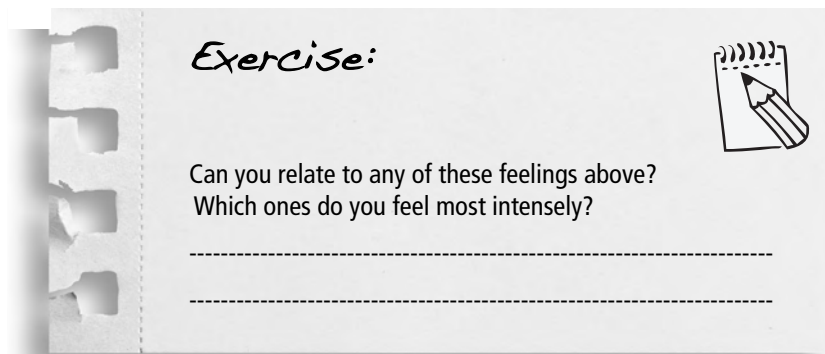 Exercise:
Can you relate to any of these feelings above?
Which ones do you feel most intensely?
--------------------------------------------------------------------------
--------------------------------------------------------------------------